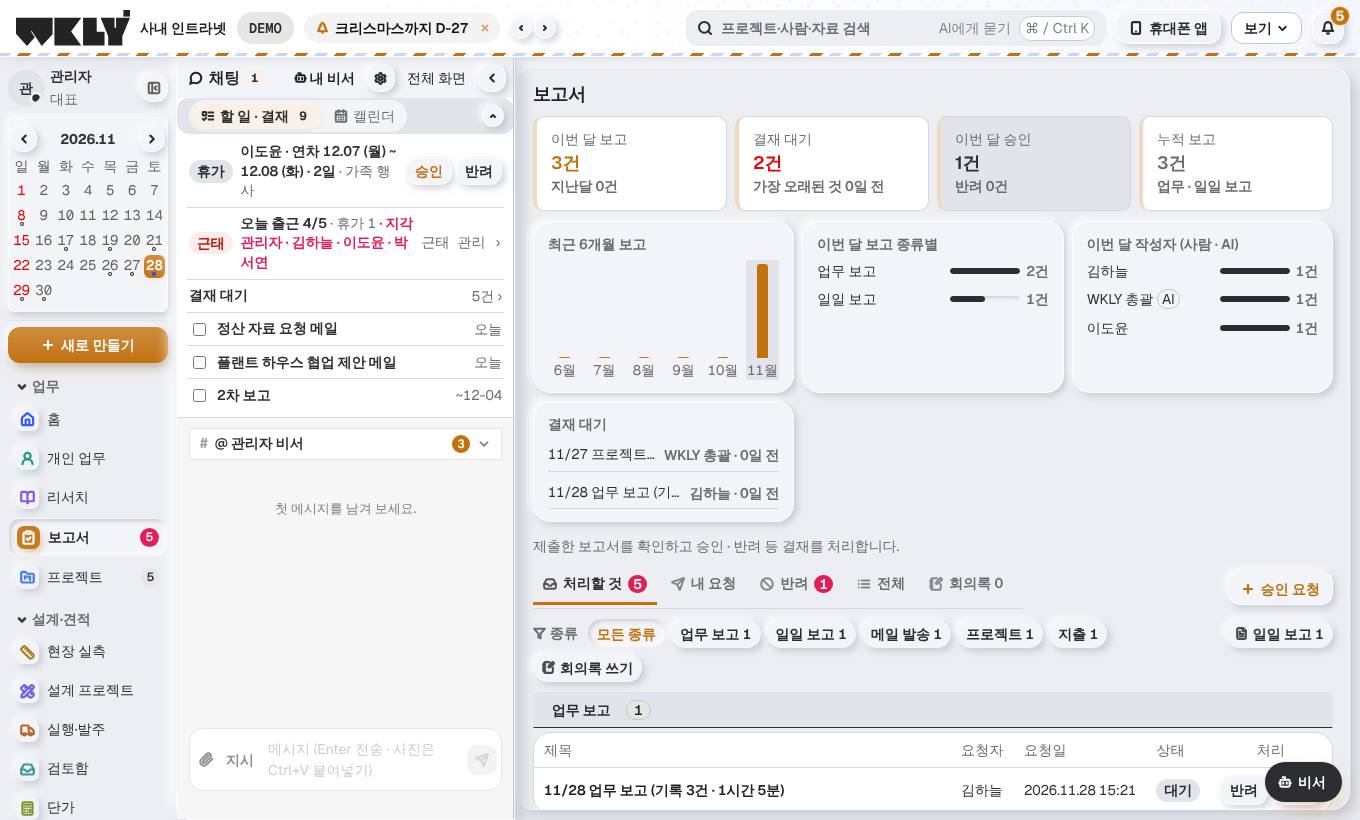 WKLY 사내 인트라넷 DEMO 크리스마스까지 D-27 × ‹ › 프로젝트·사람·자료 검색 AI에게 묻기 ⌘ / Ctrl K 휴대폰 앱 보기 5
관 관리자
대표
2026.11
일 월 화 수 목 금 토
1 2 3 4 5 6 7
8 9 10 11 12 13 14
15 16 17 18 19 20 21
22 23 24 25 26 27 28
29 30
+ 새로 만들기
업무
홈
개인 업무
리서치
보고서 5
프로젝트 5
설계·견적
현장 실측
설계 프로젝트
실행·발주
검토함
단가
채팅 1 내 비서 전체 화면
할 일 · 결재 9 캘린더
휴가 이도윤 · 연차 12.07 (월) ~
12.08 (화) · 2일 · 가족 행
사
승인 반려
근태 오늘 출근 4/5 · 휴가 1 · 지각
관리자 · 김하늘 · 이도윤 · 박
서연
근태 관리 ›
결재 대기 5건 ›
정산 자료 요청 메일 오늘
플랜트 하우스 협업 제안 메일 오늘
2차 보고 ~12-04
# @ 관리자 비서 3
첫 메시지를 남겨 보세요.
지시 메시지 (Enter 전송 · 사진은
Ctrl+V 붙여넣기)
보고서
이번 달 보고
3건
지난달 0건
결재 대기
2건
가장 오래된 것 0일 전
이번 달 승인
1건
반려 0건
누적 보고
3건
업무 · 일일 보고
최근 6개월 보고
6월 7월 8월 9월 10월 11월
이번 달 보고 종류별
업무 보고 2건
일일 보고 1건
이번 달 작성자 (사람 · AI)
김하늘 1건
WKLY 총괄 AI 1건
이도윤 1건
결재 대기
11/27 프로젝트... WKLY 총괄 · 0일 전
11/28 업무 보고 (기... 김하늘 · 0일 전
제출한 보고서를 확인하고 승인 · 반려 등 결재를 처리합니다.
처리할 것 5 내 요청 반려 1 전체 회의록 0 + 승인 요청
종류 모든 종류 업무 보고 1 일일 보고 1 메일 발송 1 프로젝트 1 지출 1 일일 보고 1
회의록 쓰기
업무 보고 1
제목 요청자 요청일 상태 처리
11/28 업무 보고 (기록 3건 · 1시간 5분) 김하늘 2026.11.28 15:21 대기 반려
비서